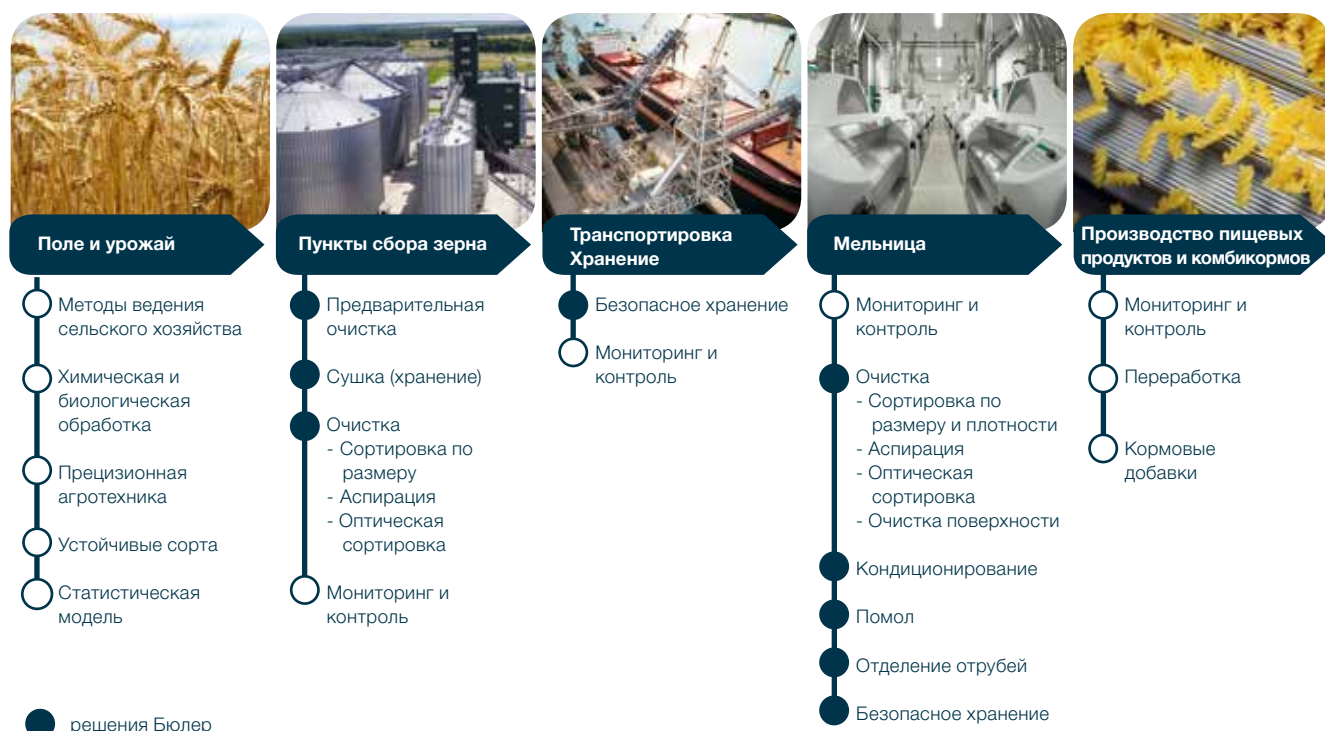 Поле и урожай
Методы ведения
сельского хозяйства
Химическая и
биологическая
обработка
Прецизионная
агротехника
Устойчивые сорта
Статистическая
модель
Пункты сбора зерна
Предварительная
очистка
Сушка (хранение)
Очистка
- Сортировка по
размеру
- Аспирация
- Оптическая
сортировка
Мониторинг и
контроль
Транспортировка
Хранение
Безопасное хранение
Мониторинг и
контроль
Мельница
Мониторинг и
контроль
Очистка
- Сортировка по
размеру и плотности
- Аспирация
- Оптическая
сортировка
- Очистка поверхности
Кондиционирование
Помол
Отделение отрубей
Безопасное хранение
Производство пищевых
продуктов и комбикормов
Мониторинг и
контроль
Переработка
Кормовые
добавки
решения Бюлер